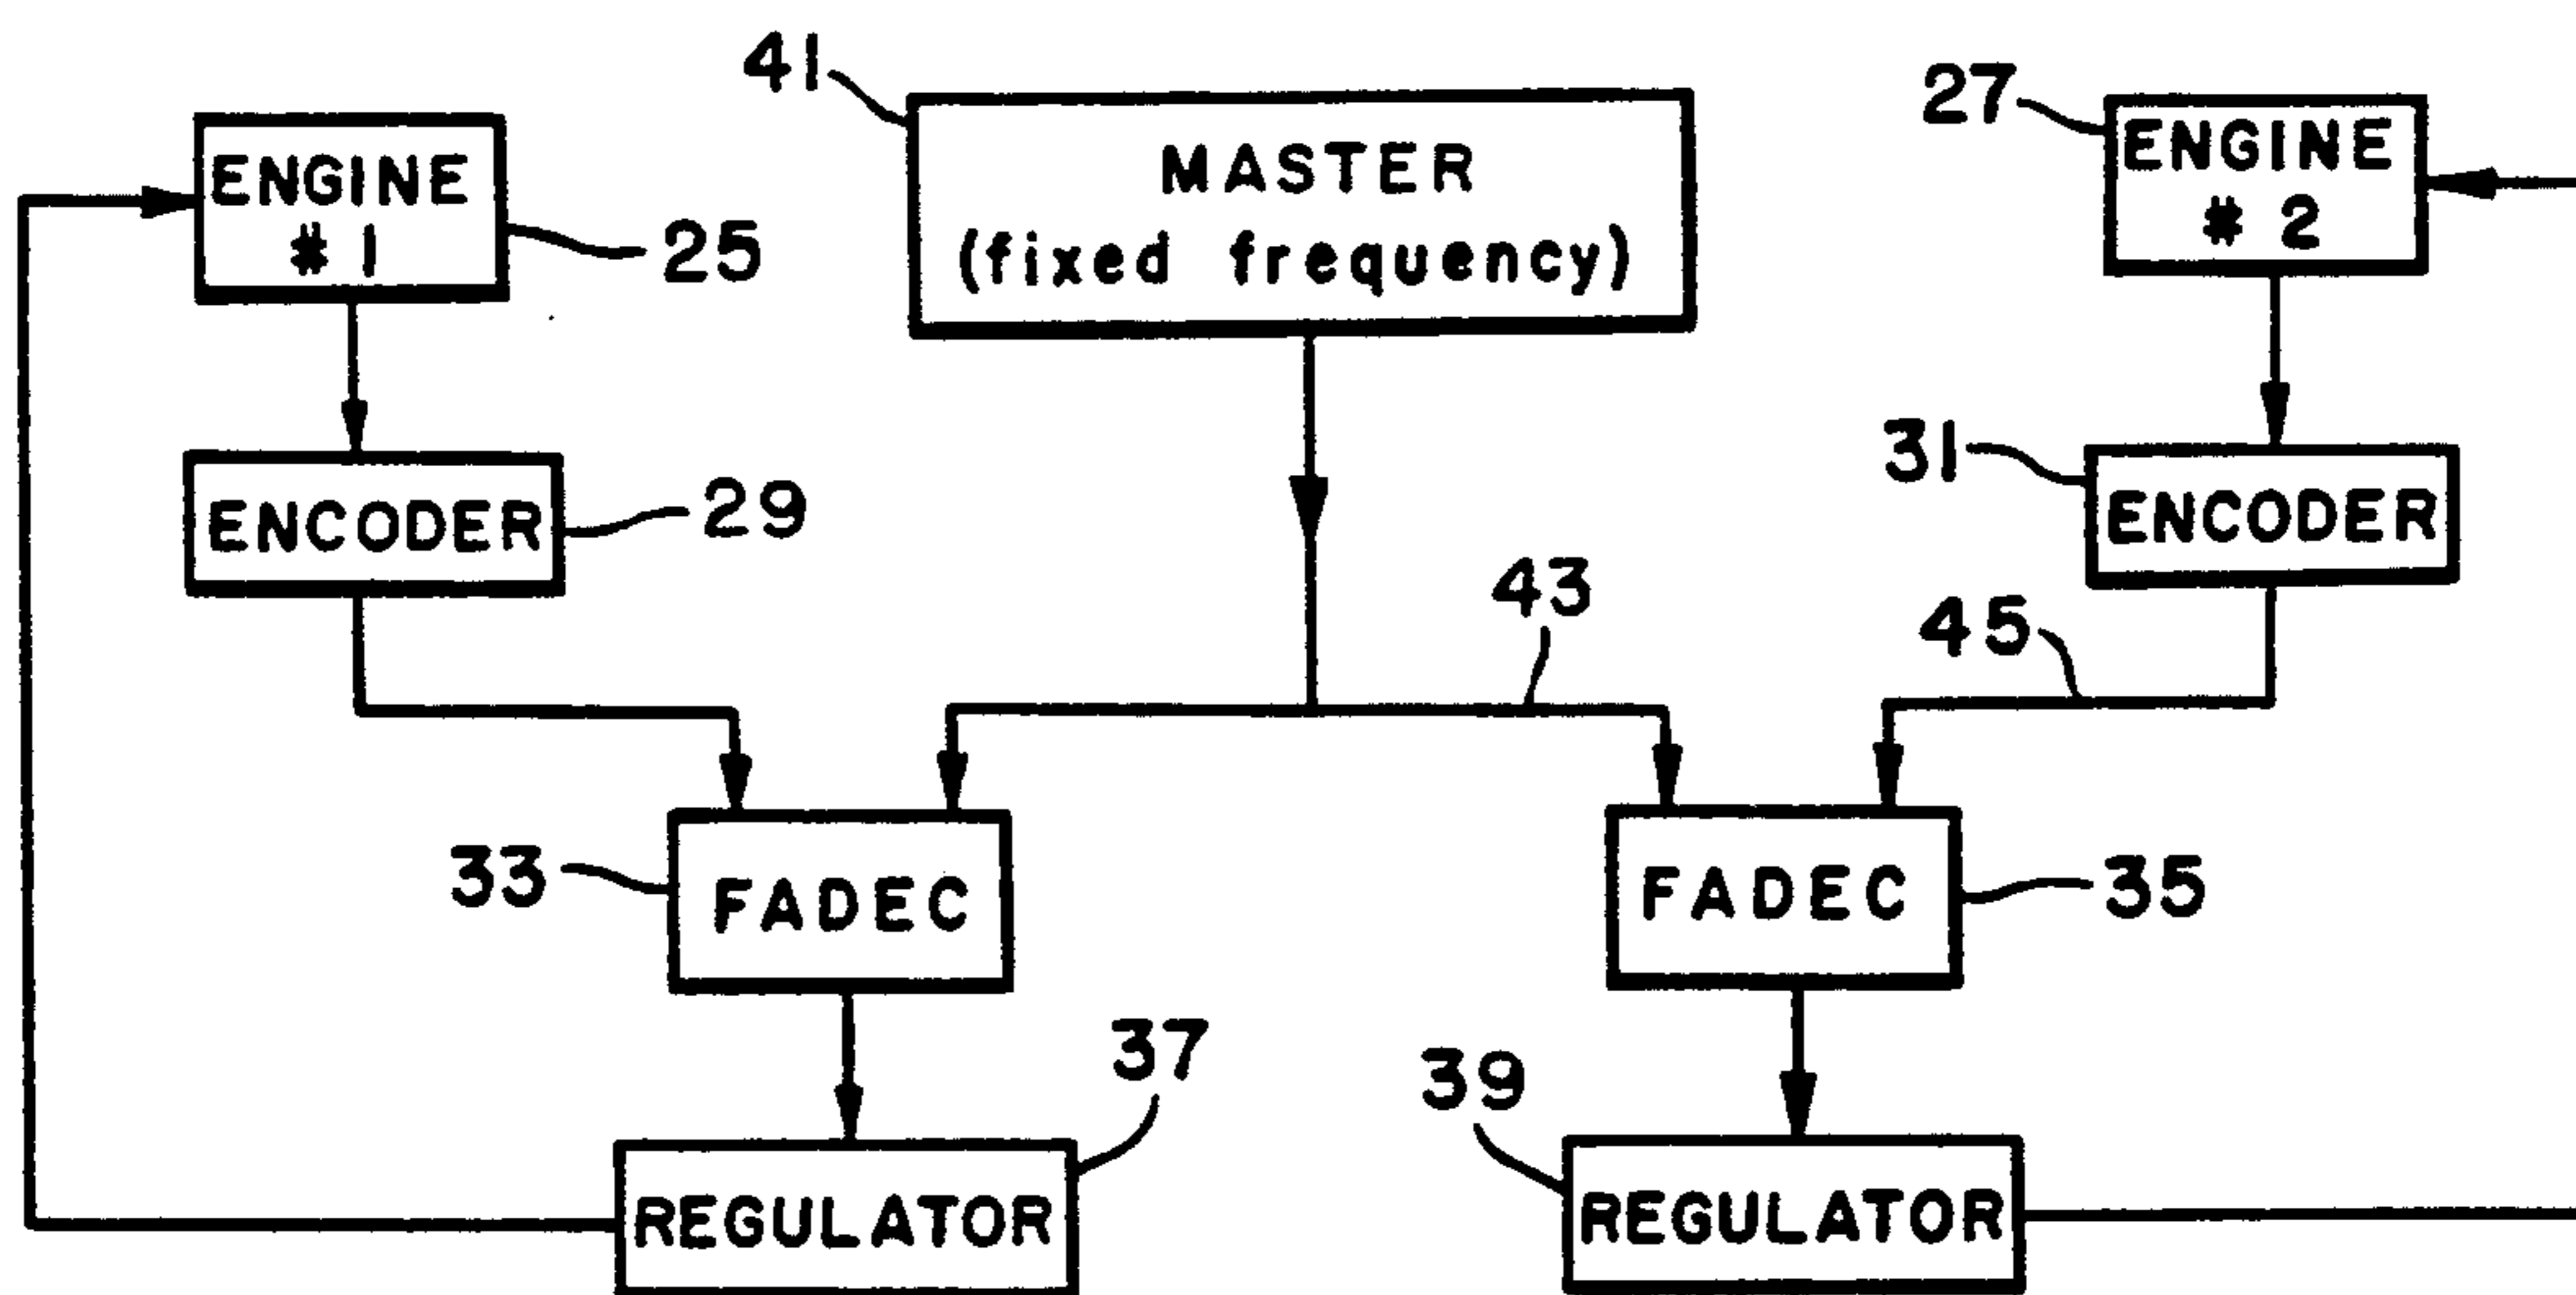 41
27
ENGINE
# 1
25
MASTER
(fixed frequency)
ENGINE
# 2
ENCODER
29
31
ENCODER
43
45
33
FADEC
FADEC
35
37
39
REGULATOR
REGULATOR